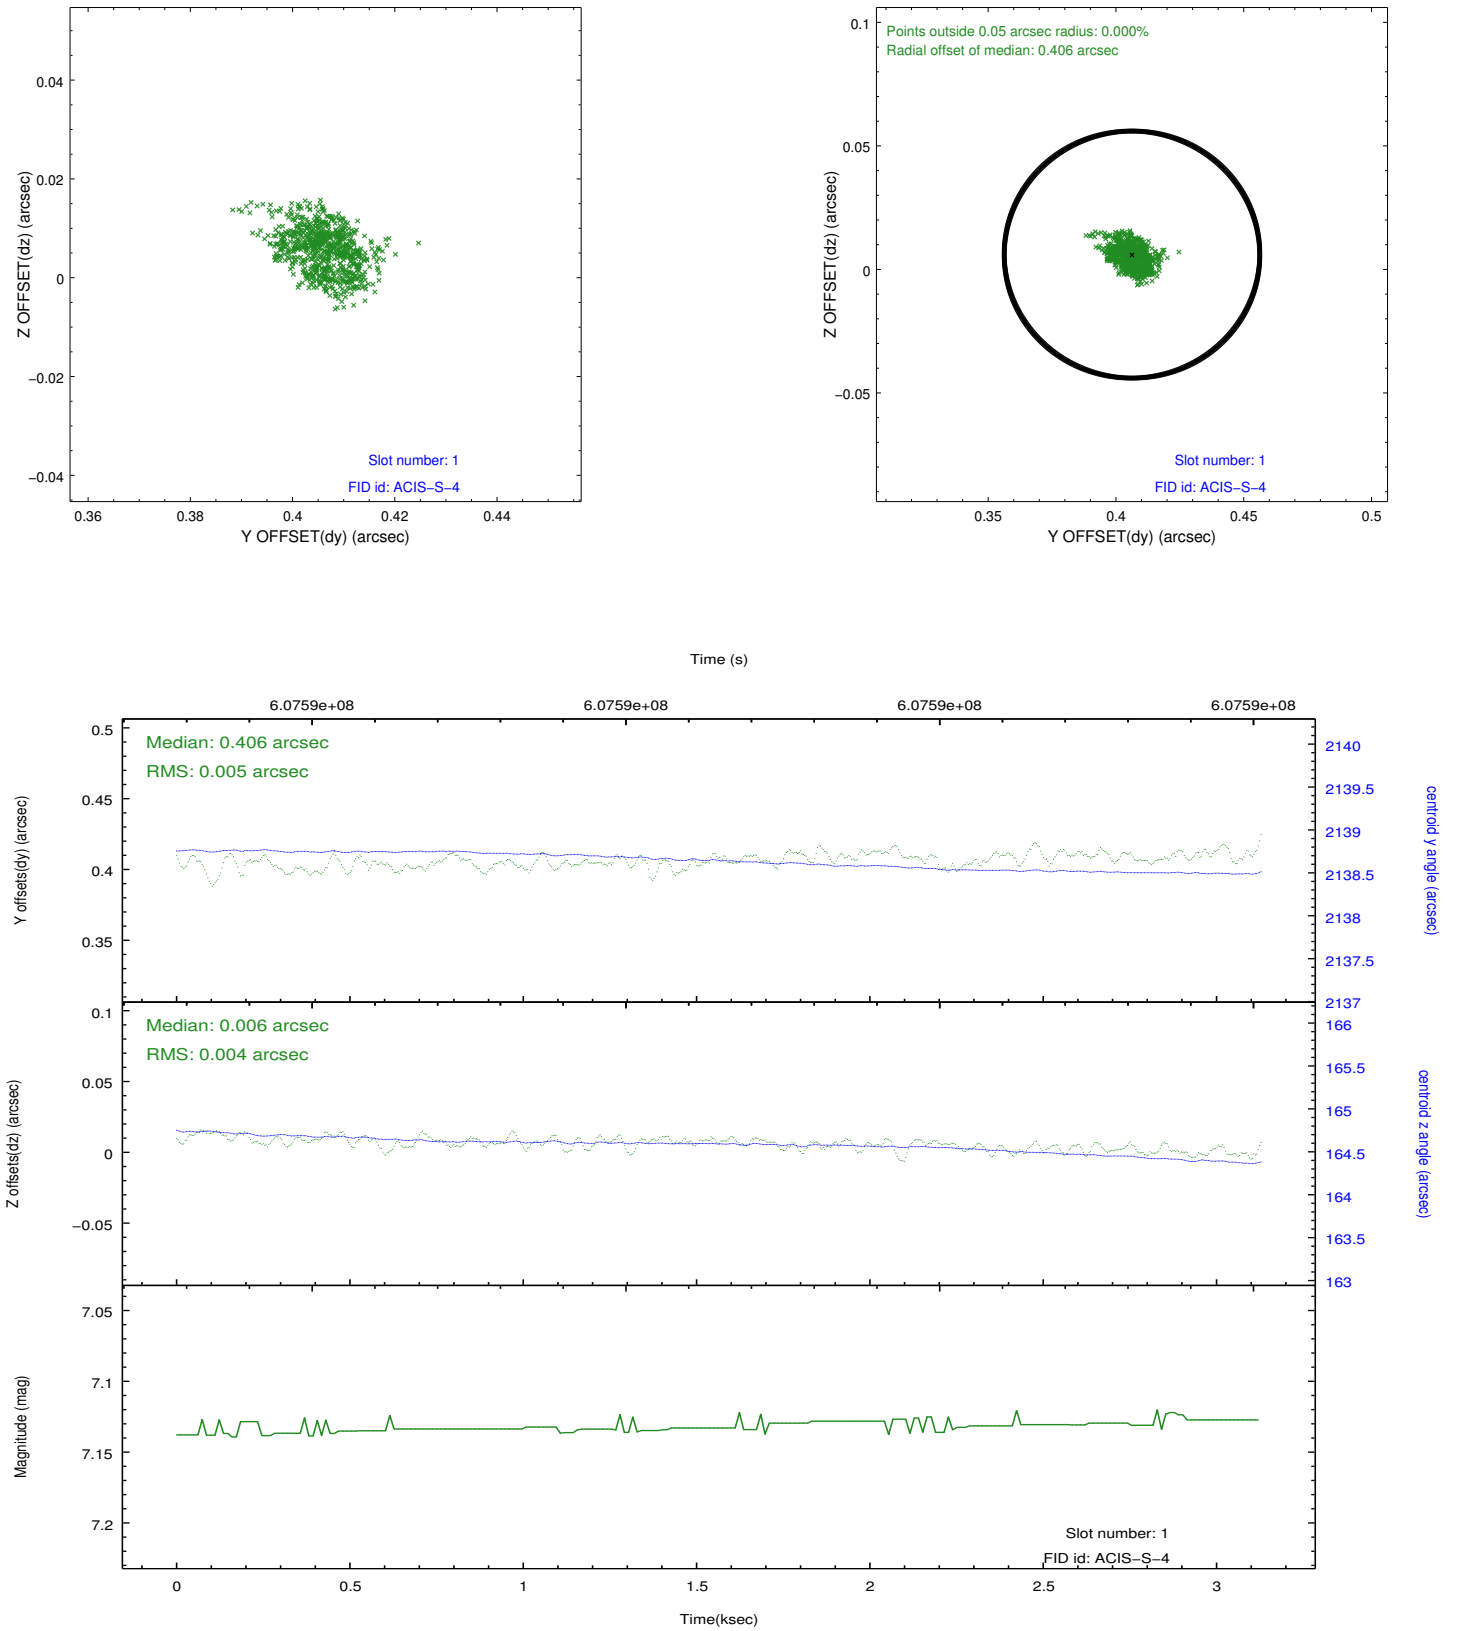 0.04
0.02
0
−0.02
−0.04
Z OFFSET(dz) (arcsec)
Slot number: 1
FID id: ACIS−S−4
0.36
0.38
0.4
0.42
0.44
Y OFFSET(dy) (arcsec)
Points outside 0.05 arcsec radius: 0.000%
Radial offset of median: 0.406 arcsec
0.1
0.05
0
−0.05
Z OFFSET(dz) (arcsec)
Slot number: 1
FID id: ACIS−S−4
0.35
0.4
0.45
0.5
Y OFFSET(dy) (arcsec)
Time (s)
6.0759e+08
6.0759e+08
6.0759e+08
6.0759e+08
Median: 0.406 arcsec
RMS: 0.005 arcsec
0.5
0.45
0.4
0.35
Y offsets(dy) (arcsec)
2140
2139.5
2139
2138.5
2138
2137.5
2137
centroid y angle (arcsec)
Median: 0.006 arcsec
RMS: 0.004 arcsec
0.1
0.05
0
−0.05
Z offsets(dz) (arcsec)
166
165.5
165
164.5
164
163.5
163
centroid z angle (arcsec)
7.05
7.1
7.15
7.2
Magnitude (mag)
Slot number: 1
FID id: ACIS−S−4
0
0.5
1
1.5
2
2.5
3
Time(ksec)